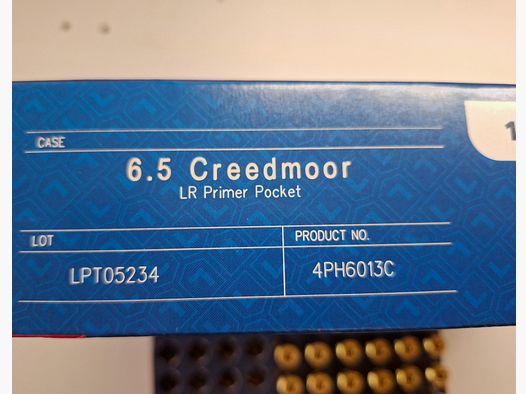 CASE
6.5 Creedmoor
LR Primer Pocket
LOT
PRODUCT NO.
LPT05234
4PH6013C